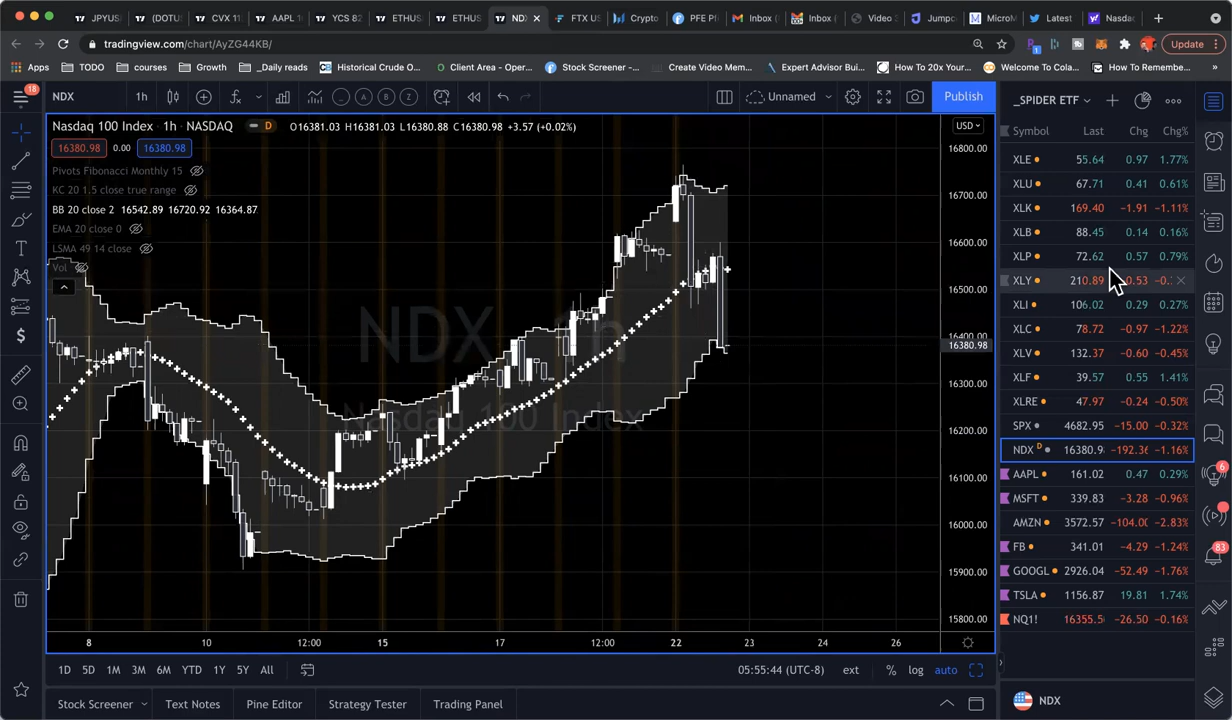 JPYUSI
(DOTUS
CVX 11
AAPL 1(
YCS 82
ETHUSI
ETHUS
NDX
FTX US
Crypto
PFE Pfi
Inbox (
Inbox (
Video S
Jumpc
MicroM
Latest
Nasdaq
tradingview.com/chart/AyZG44KB/
Update
Apps
TODO
courses
Growth
_Daily reads
Historical Crude O...
Client Area - Oper...
Stock Screener -...
Create Video Mem...
Expert Advisor Bui...
How To 20x Your...
Welcome To Cola...
How To Remembe...
18
NDX
1h
Unnamed
Publish
_SPIDER ETF
Nasdaq 100 Index · 1h · NASDAQ
D
O16381.03 H16381.03 L16380.88 C16380.98 +3.57 (+0.02%)
USD
16380.98 0.00 16380.98
Pivots Fibonacci Monthly 15
KC 20 1.5 close true range
BB 20 close 2 16542.89 16720.92 16364.87
EMA 20 close 0
LSMA 49 14 close
Vol
NDX, 1h
Nasdaq 100 Index
16800.00
16700.00
16600.00
16500.00
16400.00
16380.98
16300.00
16200.00
16100.00
16000.00
15900.00
15800.00
8 10 12:00 15 17 12:00 22 23 24 26
Symbol Last Chg Chg%
XLE 55.64 0.97 1.77%
XLU 67.71 0.41 0.61%
XLK 169.40 −1.91 −1.11%
XLB 88.45 0.14 0.16%
XLP 72.62 0.57 0.79%
XLY 210.89 0.53
XLI 106.02 0.29 0.27%
XLC 78.72 −0.97 −1.22%
XLV 132.37 −0.60 −0.45%
XLF 39.57 0.55 1.41%
XLRE 47.97 −0.24 −0.50%
SPX 4682.95 −15.00 −0.32%
NDX D 16380.9 −192.36 −1.16%
AAPL 161.02 0.47 0.29%
MSFT 339.83 −3.28 −0.96%
AMZN 3572.57 −104.0 −2.83%
FB 341.01 −4.29 −1.24%
GOOGL 2926.04 −52.49 −1.76%
TSLA 1156.87 19.81 1.74%
NQ1! 16355.5 −26.50 −0.16%
6
83
1D 5D 1M 3M 6M YTD 1Y 5Y All
05:55:44 (UTC-8) ext % log auto
Stock Screener
Text Notes
Pine Editor
Strategy Tester
Trading Panel
NDX